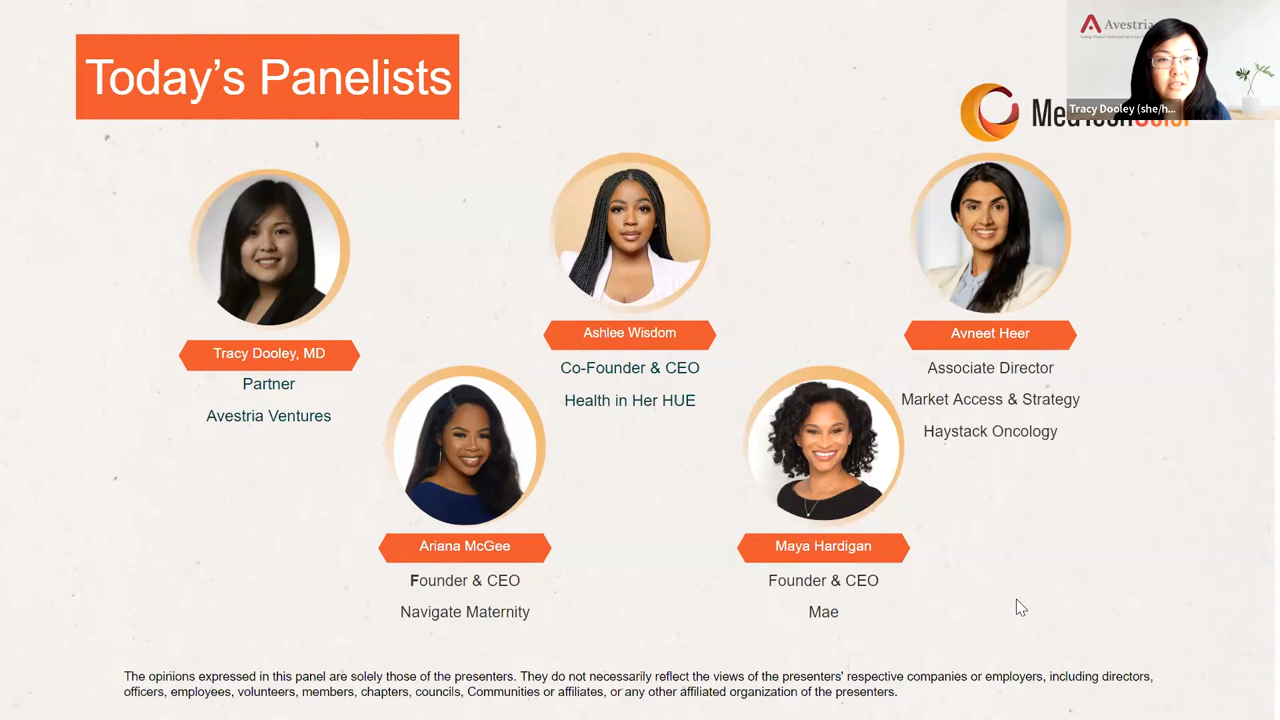 Today's Panelists
Avestria
Tracy Dooley (she/h...
Tracy Dooley, MD
Partner
Avestria Ventures
Ashlee Wisdom
Co-Founder & CEO
Health in Her HUE
Avneet Heer
Associate Director
Market Access & Strategy
Haystack Oncology
Ariana McGee
Founder & CEO
Navigate Maternity
Maya Hardigan
Founder & CEO
Mae
The opinions expressed in this panel are solely those of the presenters. They do not necessarily reflect the views of the presenters' respective companies or employers, including directors,
officers, employees, volunteers, members, chapters, councils, Communities or affiliates, or any other affiliated organization of the presenters.